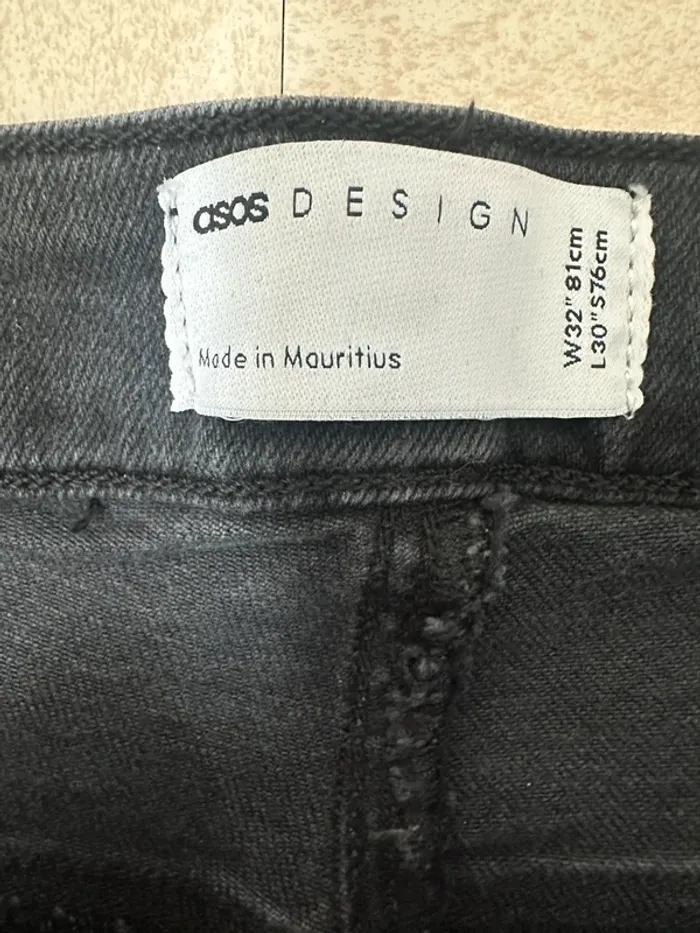 asos DESIGN
Made in Mauritius
W32" 81cm
L30" S76cm